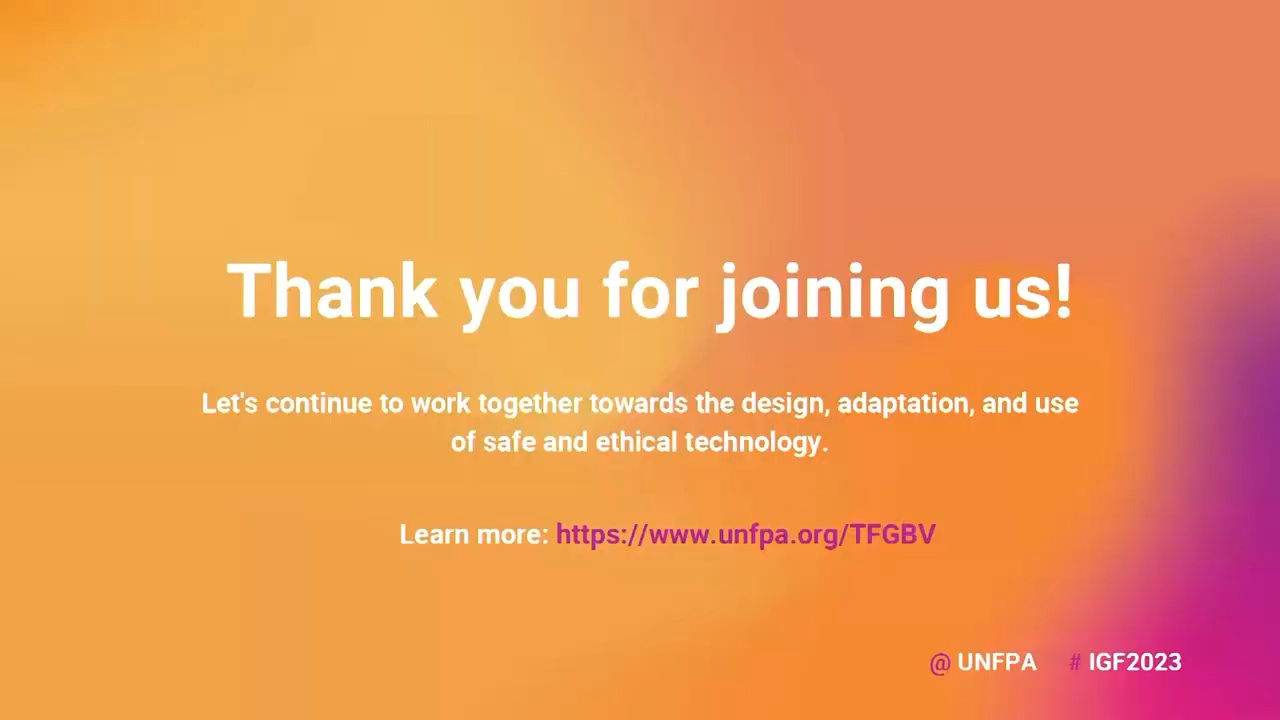 Thank you for joining us!
Let's continue to work together towards the design, adaptation, and use
of safe and ethical technology.
Learn more: https://www.unfpa.org/TFGBV
@ UNFPA # IGF2023